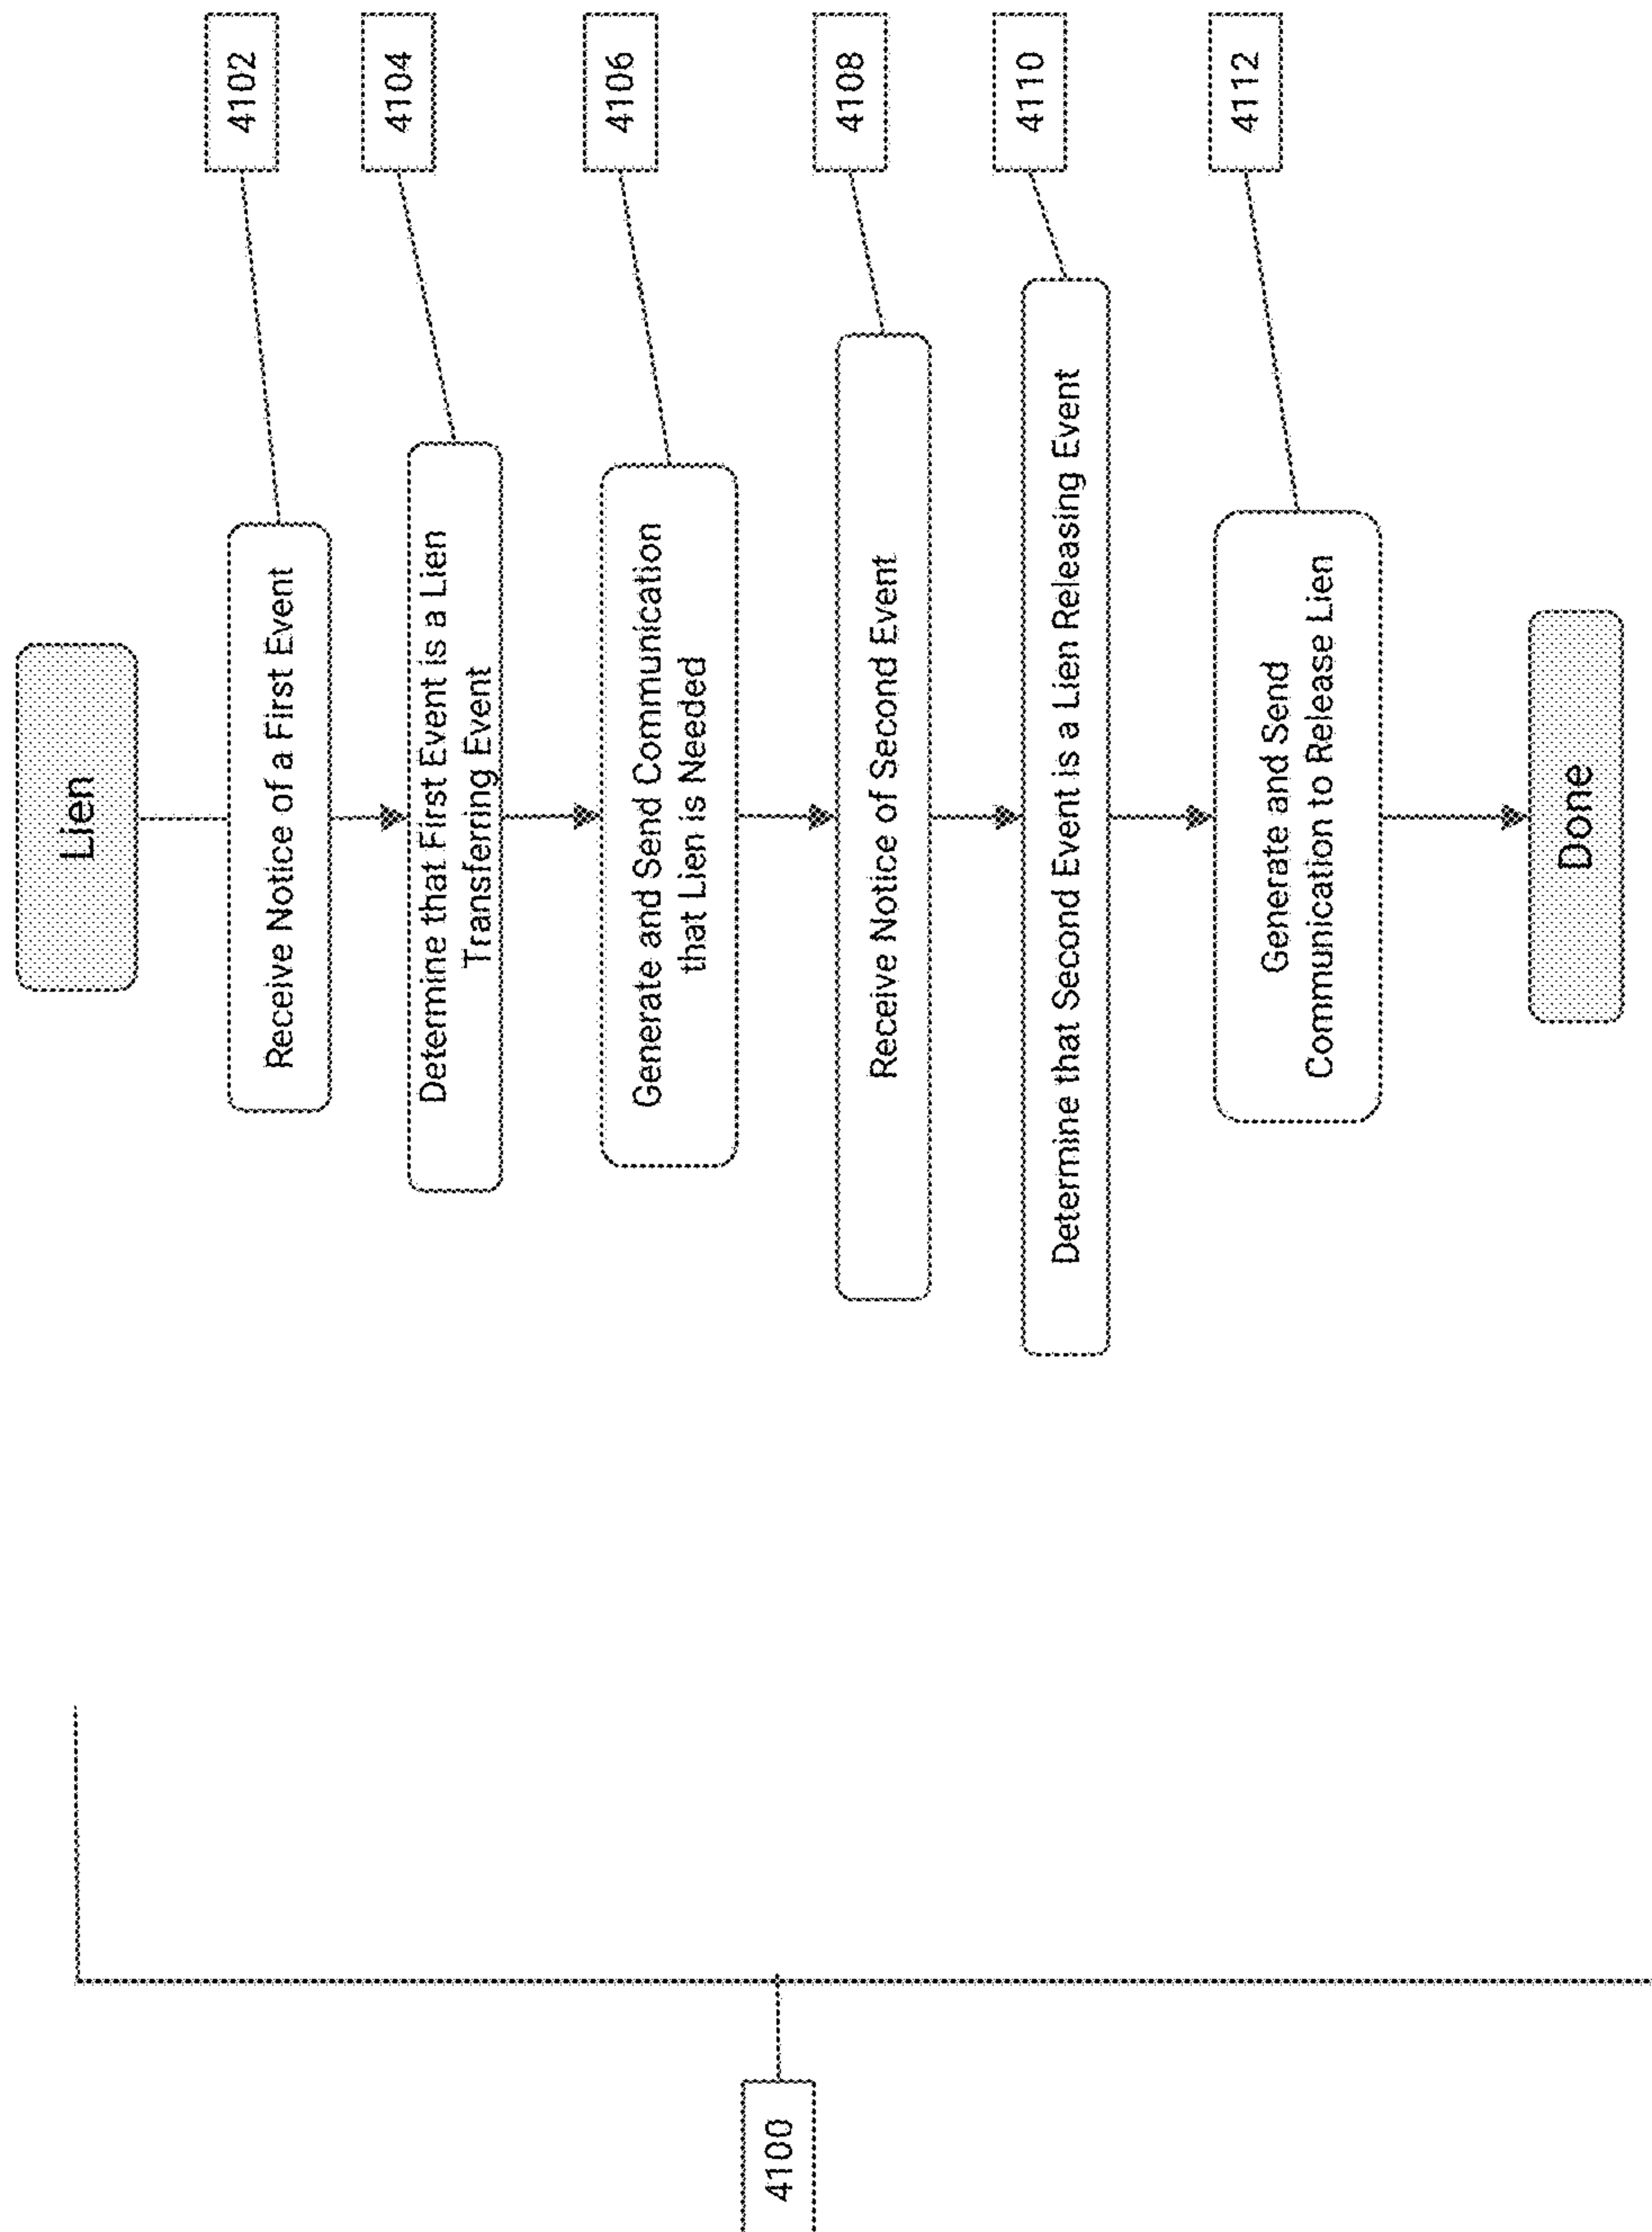 4100
Lien
Receive Notice of a First Event
4102
Determine that First Event is a Lien
Transferring Event
4104
Generate and Send Communication
that Lien is Needed
4106
Receive Notice of Second Event
4108
Determine that Second Event is a Lien Releasing Event
4110
Generate and Send
Communication to Release Lien
4112
Done